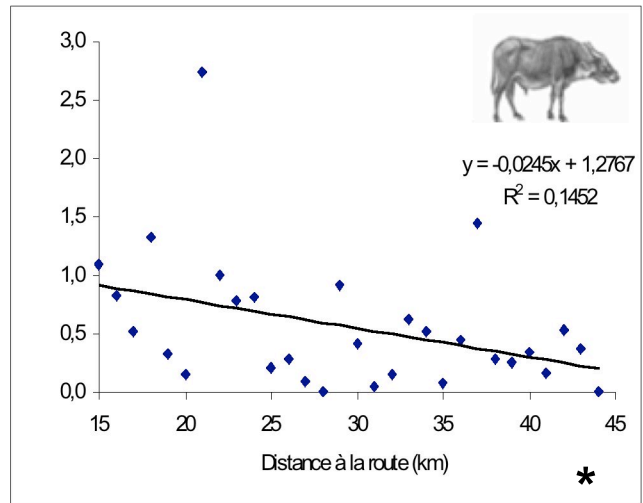 3,0
2,5
2,0
1,5
1,0
0,5
0,0
y = -0,0245x + 1,2767
R² = 0,1452
15 20 25 30 35 40 45
Distance à la route (km)
*